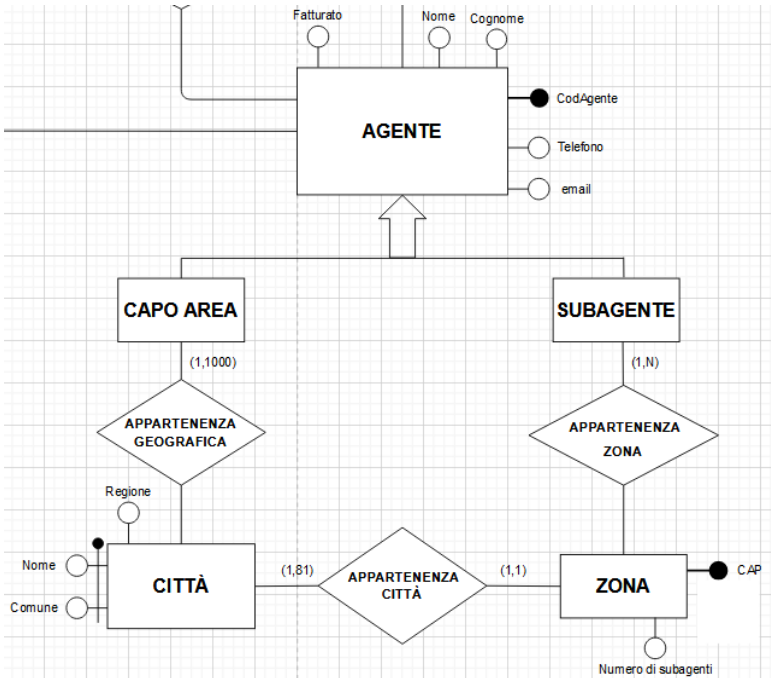 Fatturato
Nome
Cognome
CodAgente
AGENTE
Telefono
email
CAPO AREA
SUBAGENTE
(1,1000)
(1,N)
APPARTENENZA
GEOGRAFICA
APPARTENENZA
ZONA
Regione
Nome
CITTÀ
(1,81)
APPARTENENZA
CITTÀ
(1,1)
ZONA
CAP
Comune
Numero di subagenti